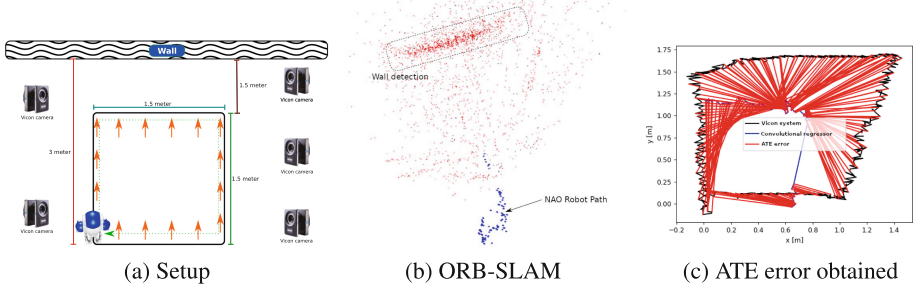 Wall
1.5 meter
Vicon camera
Vicon camera
1.5 meter
3 meter
1.5 meter
Vicon camera
Vicon camera
Vicon camera
(a) Setup
Wall detection
NAO Robot Path
(b) ORB-SLAM
1.75
1.50
1.25
1.00
0.75
0.50
0.25
0.00
y [m]
Vicon system
Convolutional regressor
ATE error
−0.2 0.0 0.2 0.4 0.6 0.8 1.0 1.2 1.4
x [m]
(c) ATE error obtained